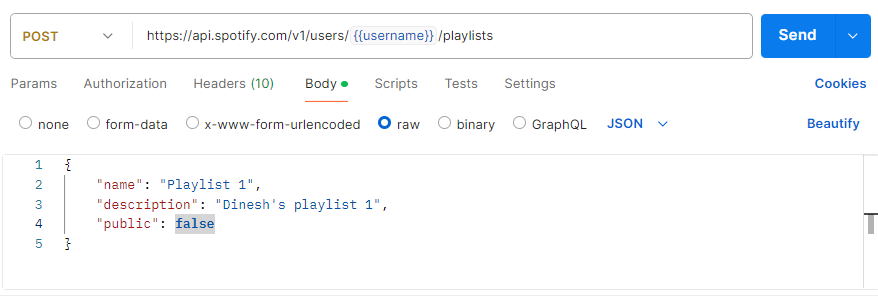 POST https://api.spotify.com/v1/users/ {{username}} /playlists Send
Params Authorization Headers (10) Body Scripts Tests Settings Cookies
none form-data x-www-form-urlencoded raw binary GraphQL JSON Beautify
1 {
2 "name": "Playlist 1",
3 "description": "Dinesh's playlist 1",
4 "public": false
5 }